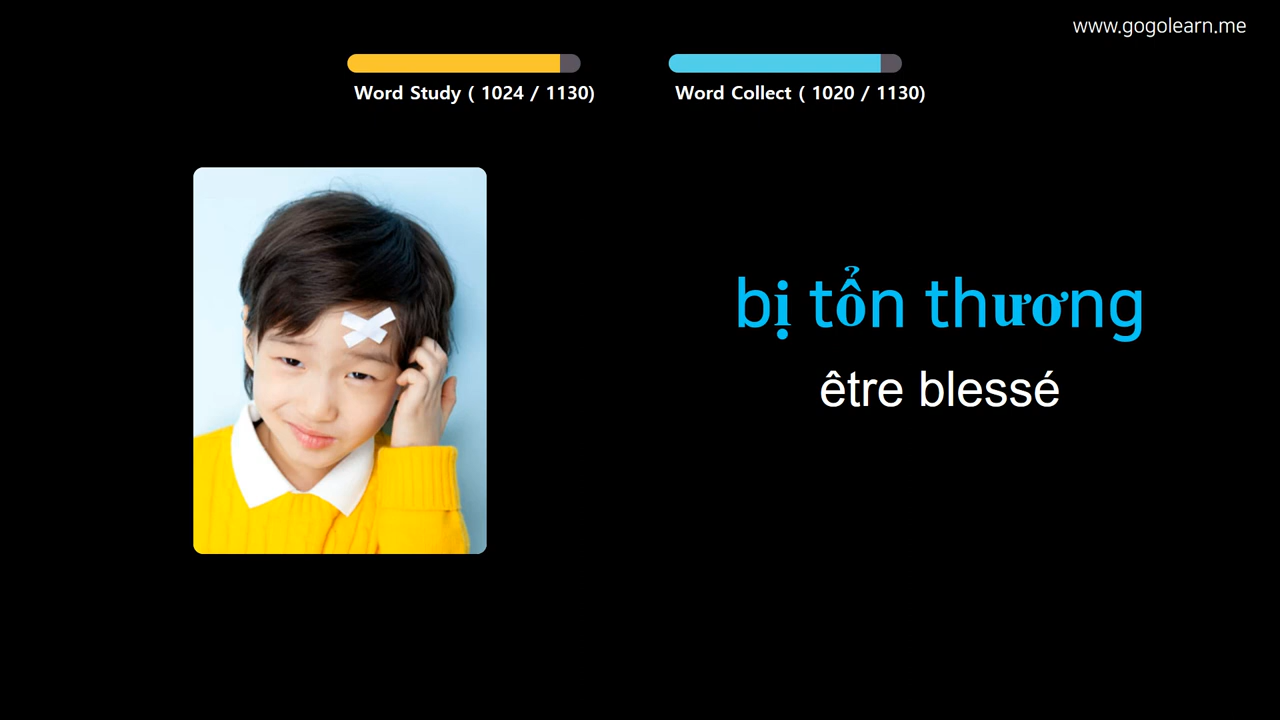 www.gogolearn.me
Word Study ( 1024 / 1130)
Word Collect ( 1020 / 1130)
bị tổn thương
être blessé